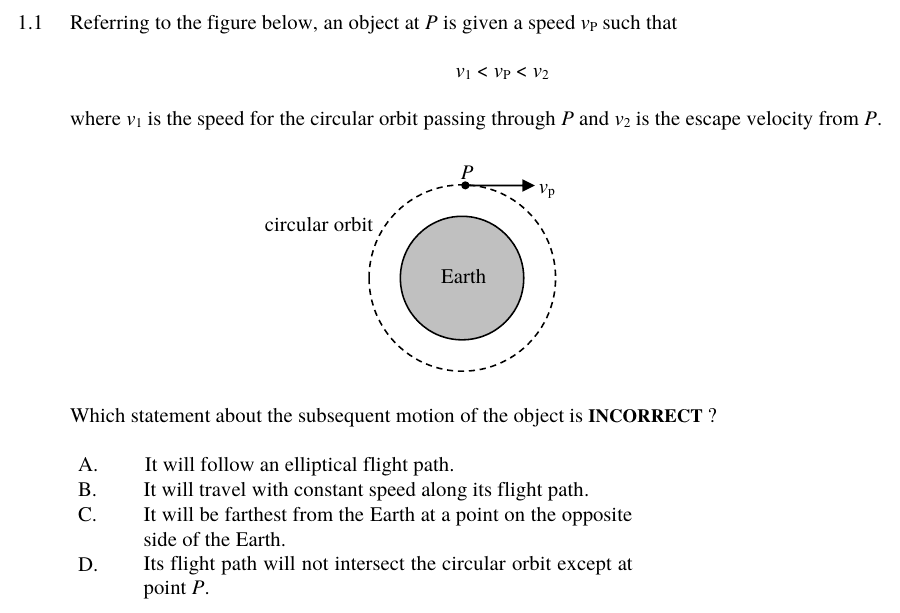 1.1 Referring to the figure below, an object at P is given a speed vP such that
v1 < vP < v2
where v1 is the speed for the circular orbit passing through P and v2 is the escape velocity from P.
P
vp
circular orbit
Earth
Which statement about the subsequent motion of the object is INCORRECT ?
A. It will follow an elliptical flight path.
B. It will travel with constant speed along its flight path.
C. It will be farthest from the Earth at a point on the opposite
side of the Earth.
D. Its flight path will not intersect the circular orbit except at
point P.